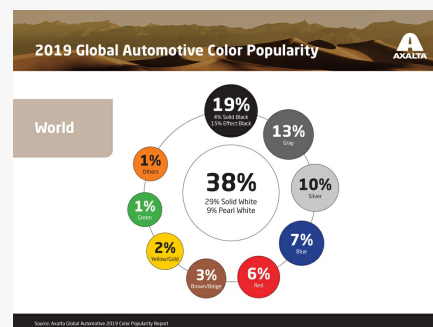 2019 Global Automotive Color Popularity
AXALTA
World
19%
4% Solid Black
15% Effect Black
13%
Gray
10%
Silver
7%
Blue
6%
Red
3%
Brown/Beige
2%
Yellow/Gold
1%
Green
1%
Others
38%
29% Solid White
9% Pearl White
Source: Axalta Global Automotive 2019 Color Popularity Report